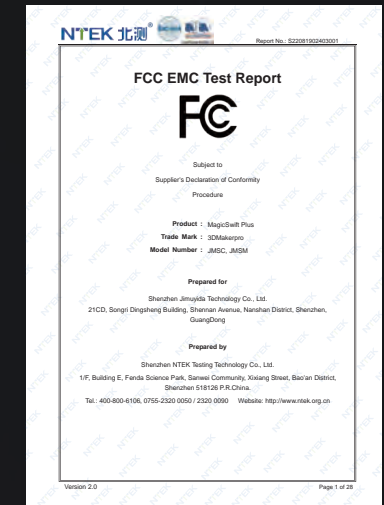 NTEK 北测®
Report No.: S22081902403001
FCC EMC Test Report
FC
Subject to
Supplier's Declaration of Conformity
Procedure
Product : MagicSwift Plus
Trade Mark : 3DMakerpro
Model Number : JMSC, JMSM
Prepared for
Shenzhen Jimuyida Technology Co., Ltd.
21CD, Songri Dingsheng Building, Shennan Avenue, Nanshan District, Shenzhen,
GuangDong
Prepared by
Shenzhen NTEK Testing Technology Co., Ltd.
1/F, Building E, Fenda Science Park, Sanwei Community, Xixiang Street, Bao'an District,
Shenzhen 518126 P.R.China.
Tel.: 400-800-6106, 0755-2320 0050 / 2320 0090 Website: http://www.ntek.org.cn
Version 2.0
Page 1 of 28